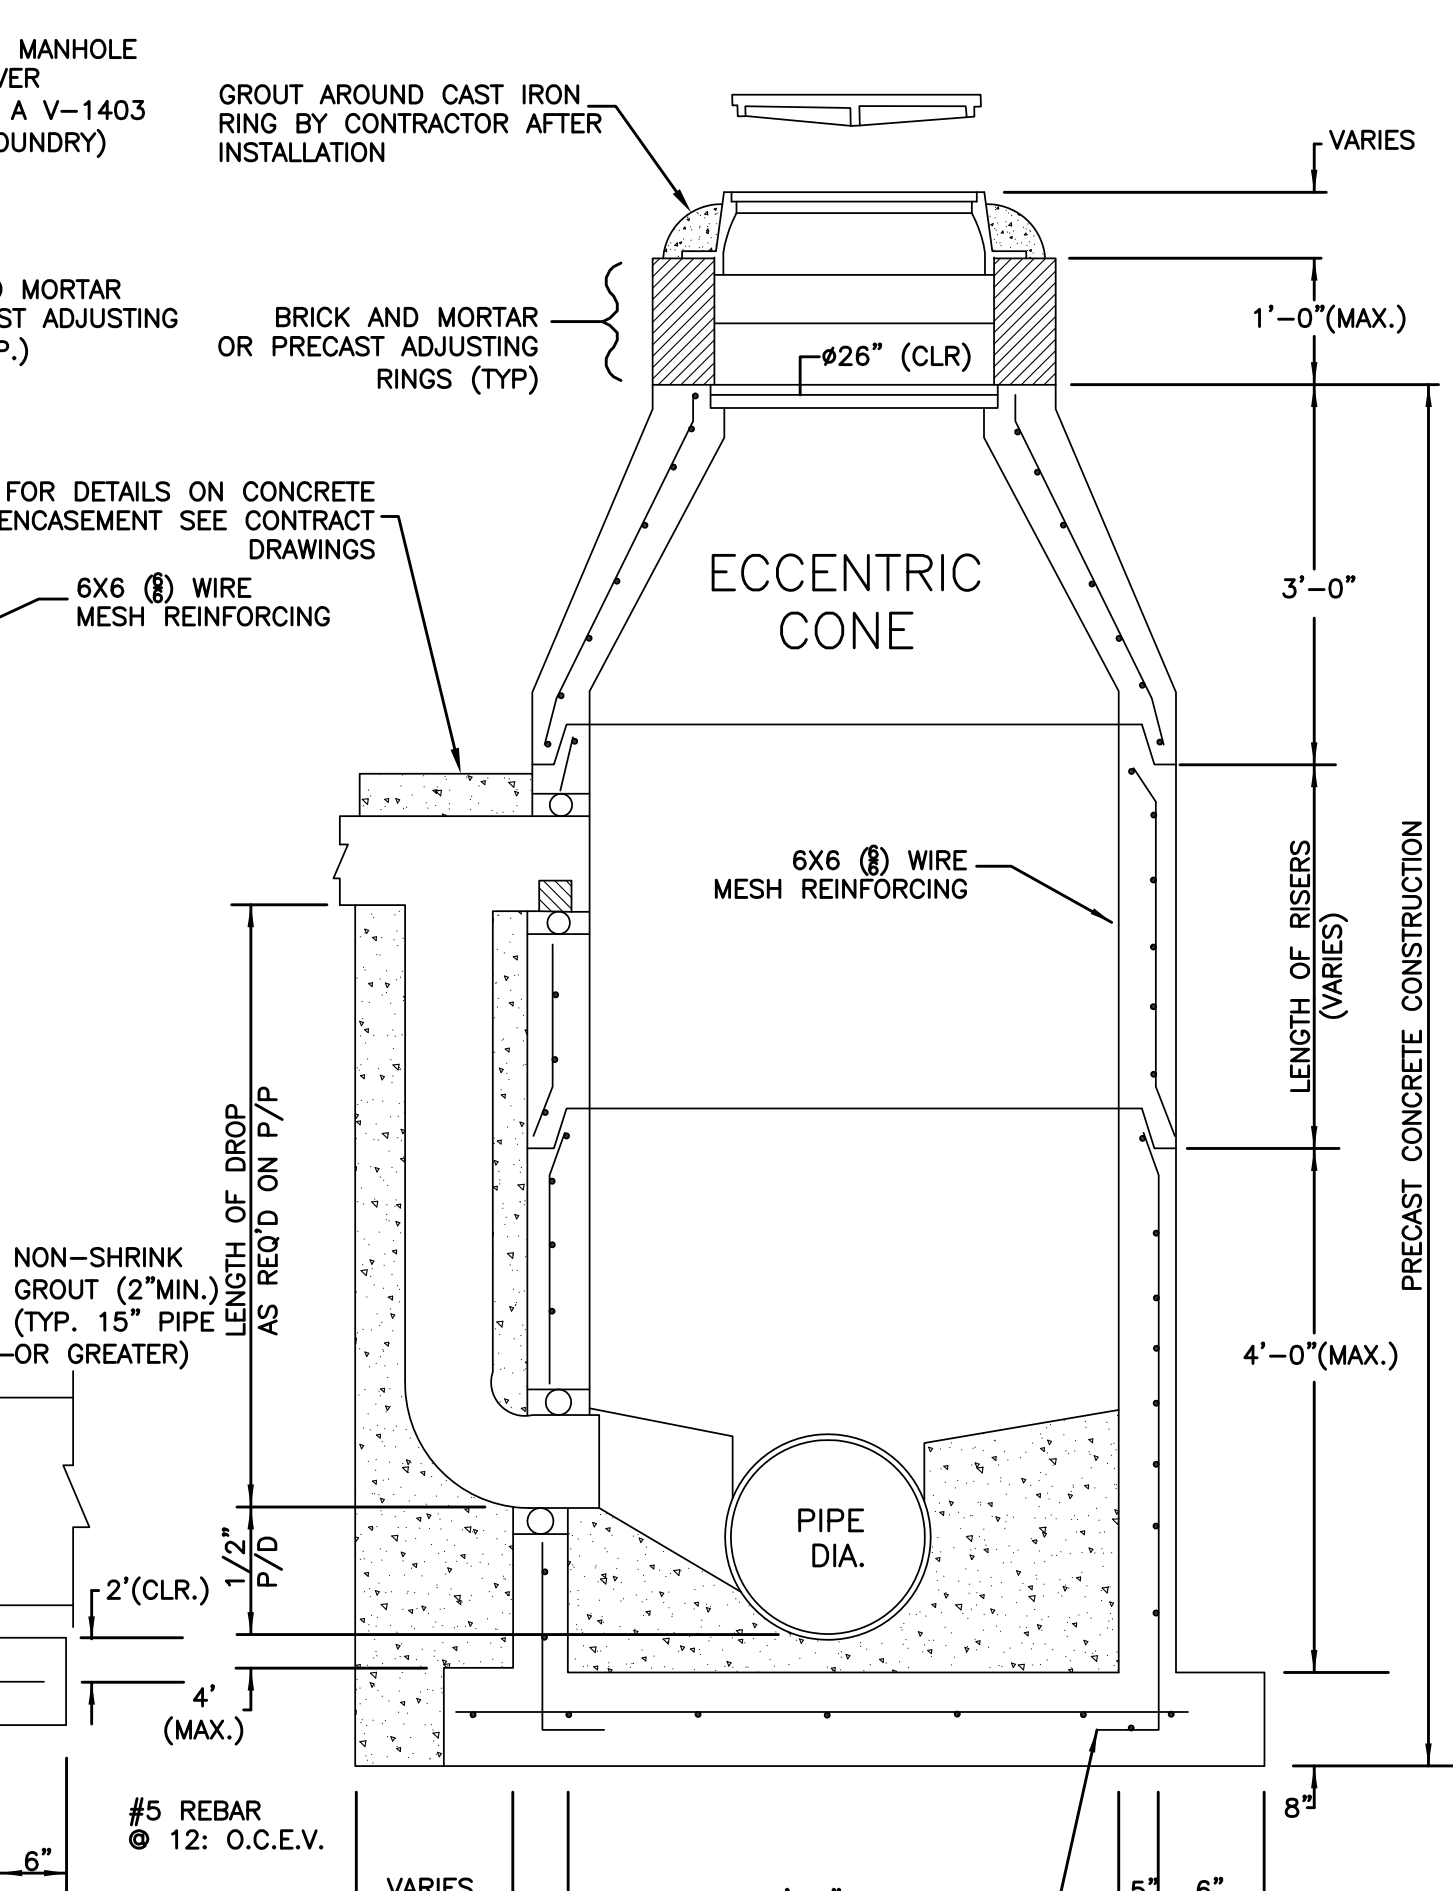 MANHOLE
VER
A V-1403
OUNDRY)
GROUT AROUND CAST IRON
RING BY CONTRACTOR AFTER
INSTALLATION
VARIES
MORTAR
ST ADJUSTING
P.)
BRICK AND MORTAR
OR PRECAST ADJUSTING
RINGS (TYP)
ø26" (CLR)
1'-0"(MAX.)
FOR DETAILS ON CONCRETE
ENCASEMENT SEE CONTRACT
DRAWINGS
6X6 (6/6) WIRE
MESH REINFORCING
ECCENTRIC
CONE
3'-0"
6X6 (6/6) WIRE
MESH REINFORCING
LENGTH OF RISERS
(VARIES)
PRECAST CONCRETE CONSTRUCTION
LENGTH OF DROP
AS REQ'D ON P/P
NON-SHRINK
GROUT (2"MIN.)
(TYP. 15" PIPE
OR GREATER)
4'-0"(MAX.)
PIPE
DIA.
1/2"
P/D
2'(CLR.)
4'
(MAX.)
#5 REBAR
@ 12: O.C.E.V.
8"
6"
VARIES
5"
6"